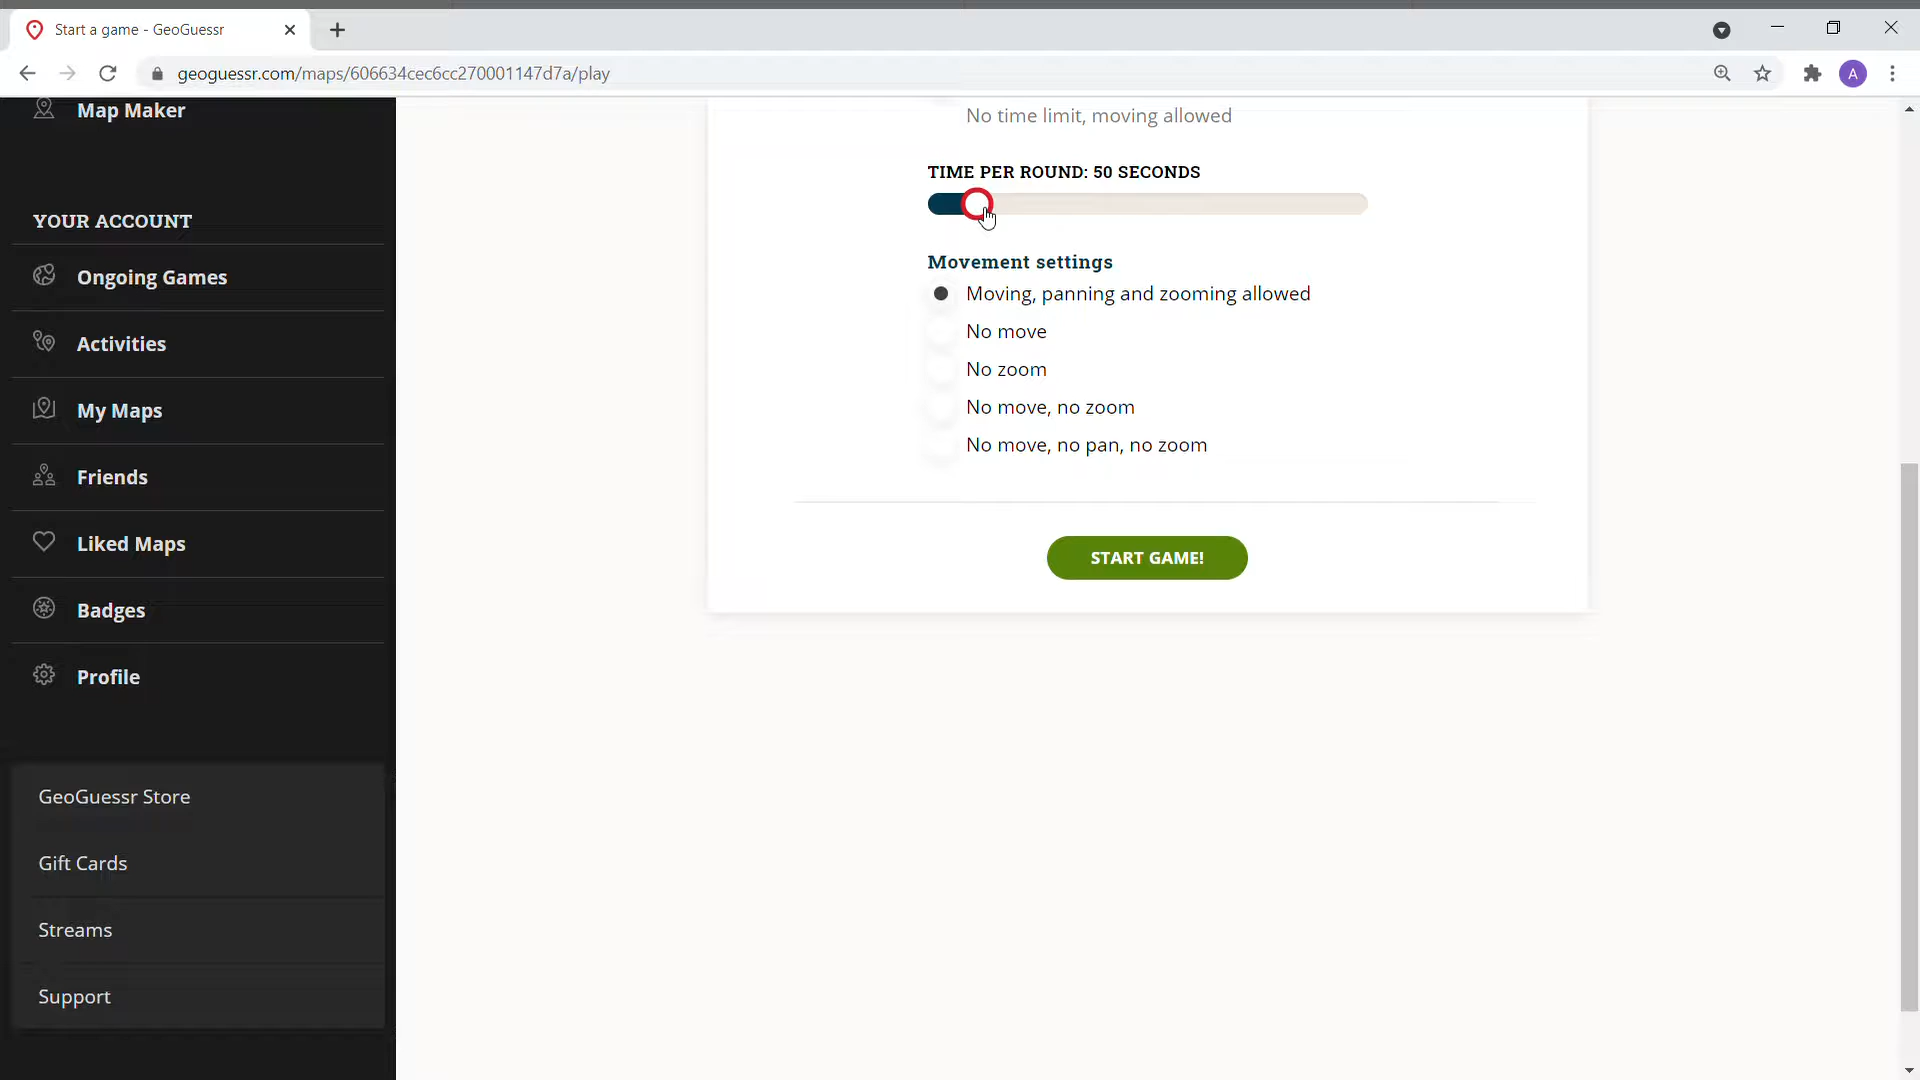 Start a game - GeoGuessr
geoguessr.com/maps/606634cec6cc270001147d7a/play
A
Map Maker
YOUR ACCOUNT
Ongoing Games
Activities
My Maps
Friends
Liked Maps
Badges
Profile
GeoGuessr Store
Gift Cards
Streams
Support
No time limit, moving allowed
TIME PER ROUND: 50 SECONDS
Movement settings
Moving, panning and zooming allowed
No move
No zoom
No move, no zoom
No move, no pan, no zoom
START GAME!